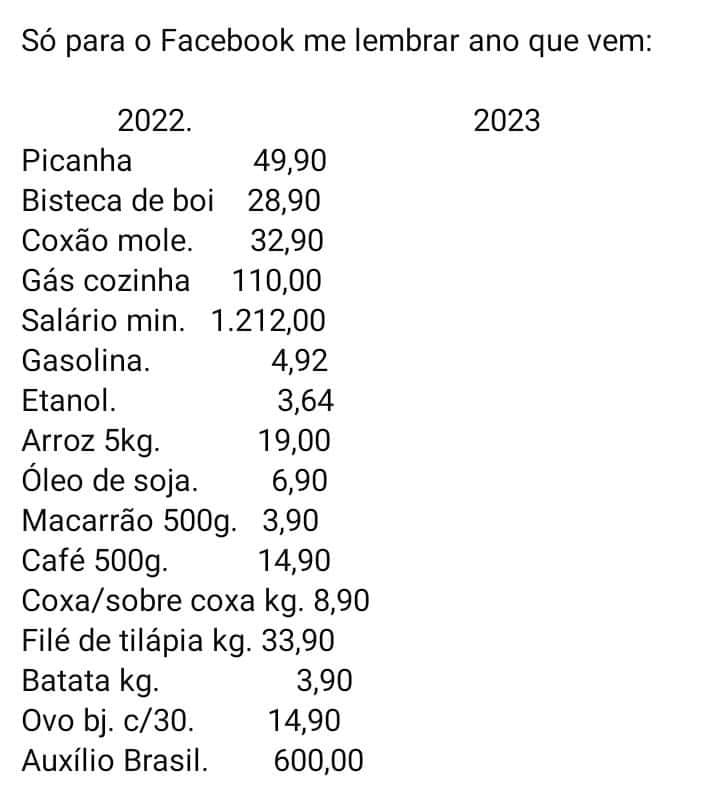 Só para o Facebook me lembrar ano que vem:
2022. 2023
Picanha 49,90
Bisteca de boi 28,90
Coxão mole. 32,90
Gás cozinha 110,00
Salário min. 1.212,00
Gasolina. 4,92
Etanol. 3,64
Arroz 5kg. 19,00
Óleo de soja. 6,90
Macarrão 500g. 3,90
Café 500g. 14,90
Coxa/sobre coxa kg. 8,90
Filé de tilápia kg. 33,90
Batata kg. 3,90
Ovo bj. c/30. 14,90
Auxílio Brasil. 600,00